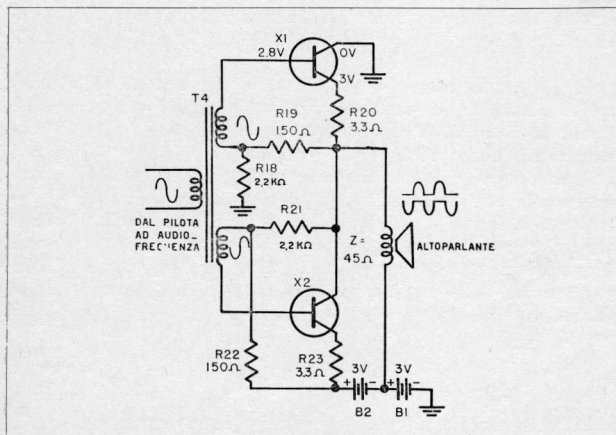 X1
2.8V
0V
3V
T4
R19
150Ω
R20
3.3Ω
R18
2,2KΩ
R21
2,2KΩ
DAL PILOTA
AD AUDIO_
FREQUENZA
Z=
45Ω
ALTOPARLANTE
X2
R22
150Ω
R23
3.3Ω
3V
3V
+ - + -
B2
B1